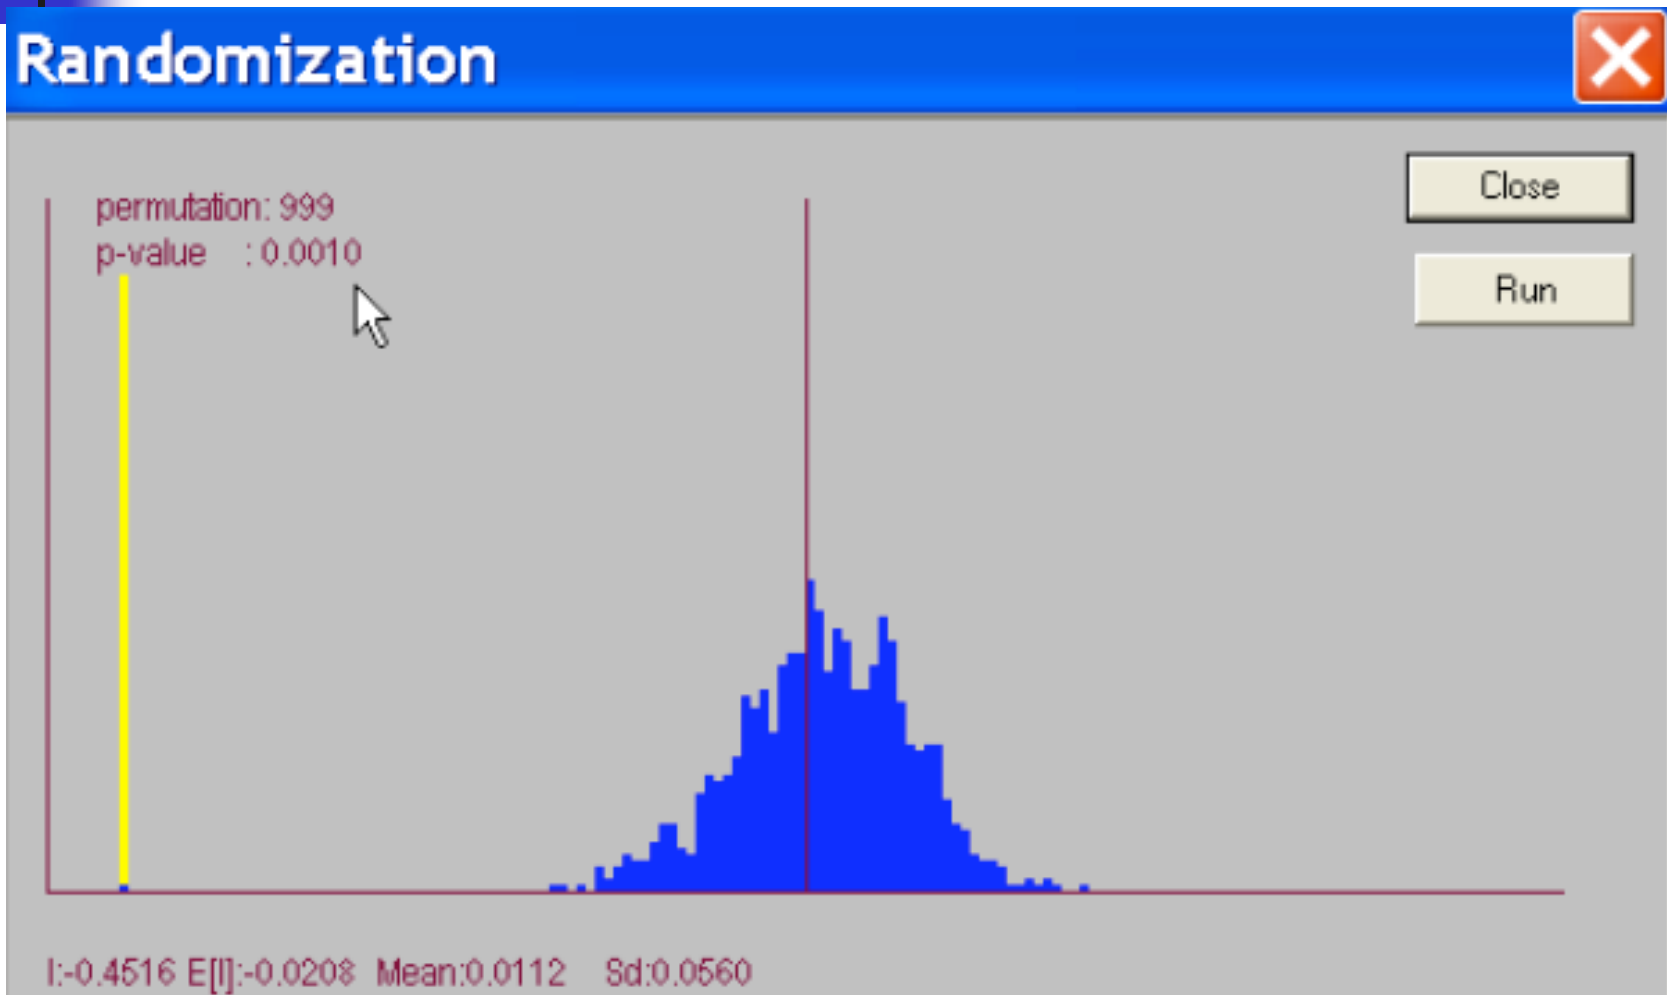 Randomization
permutation: 999
p-value : 0.0010
Close
Run
I:-0.4516 E[I]:-0.0208 Mean:0.0112 Sd:0.0560